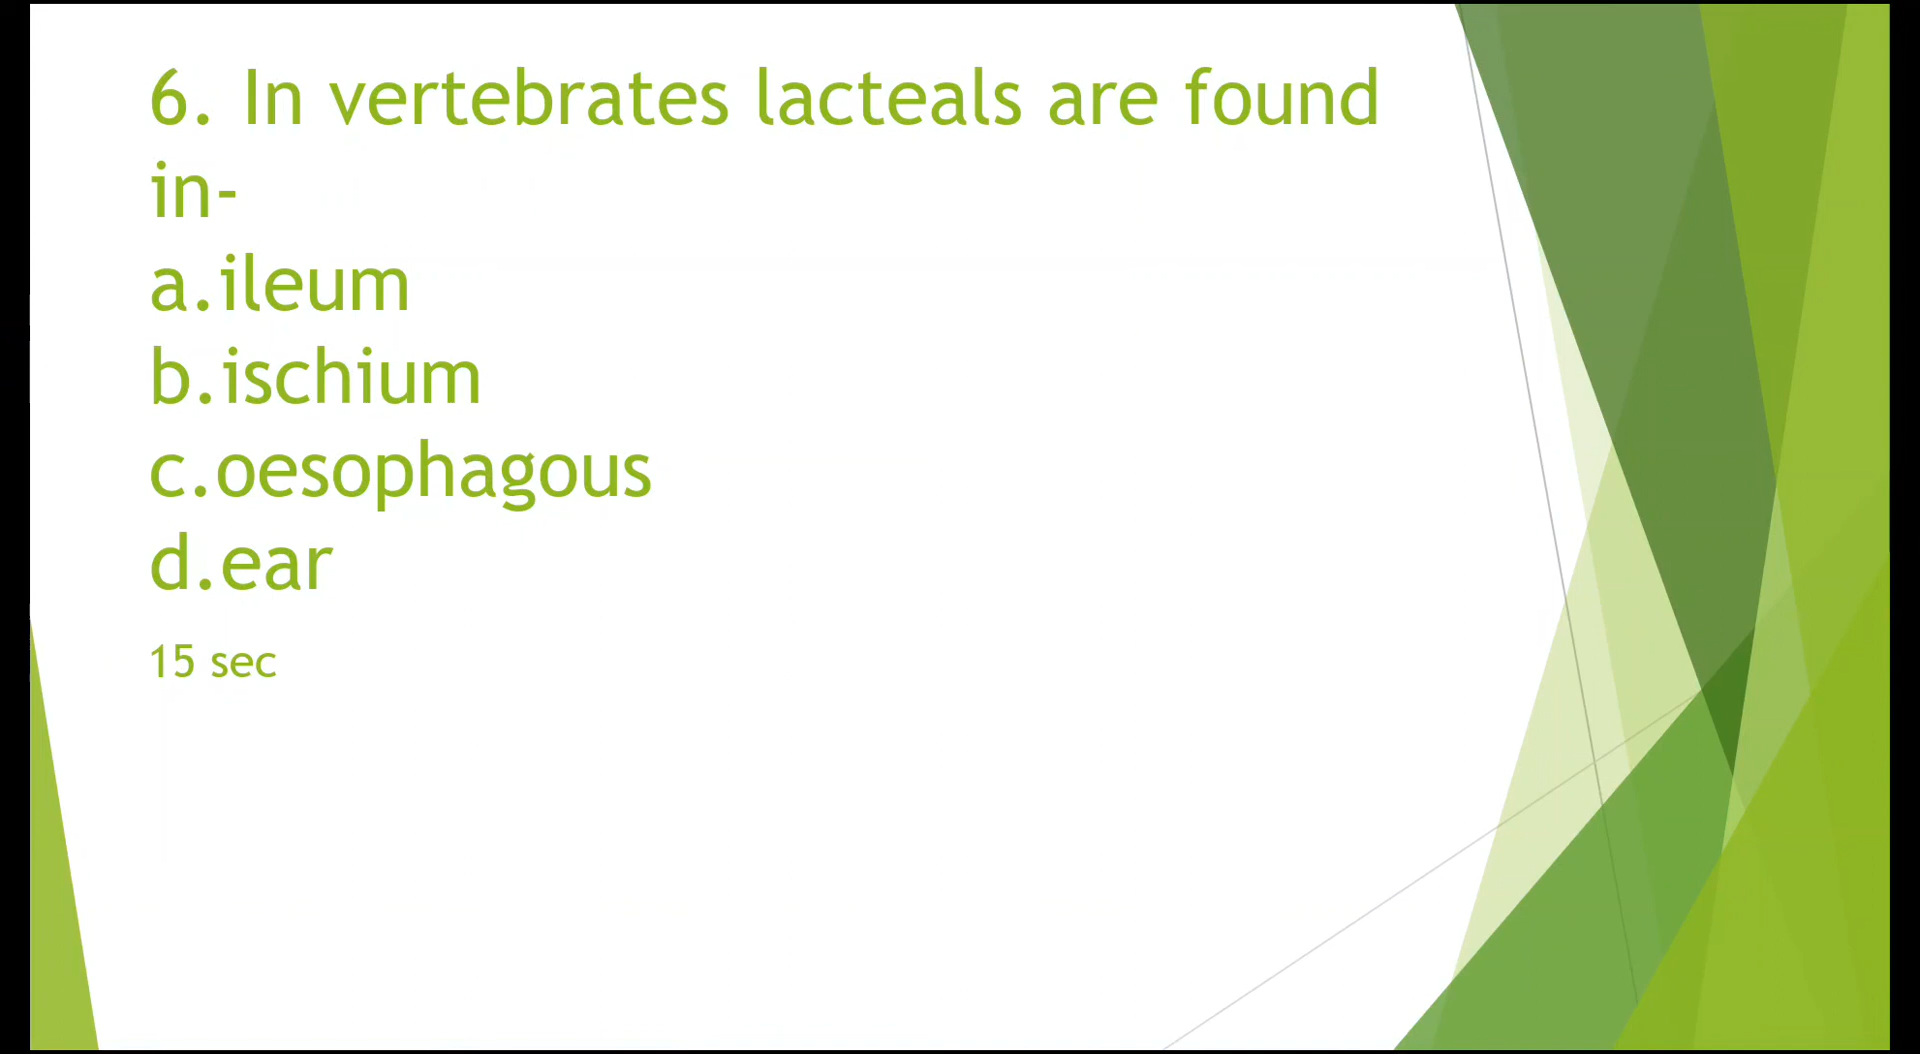 6. In vertebrates lacteals are found
in-
a.ileum
b.ischium
c.oesophagous
d.ear
15 sec